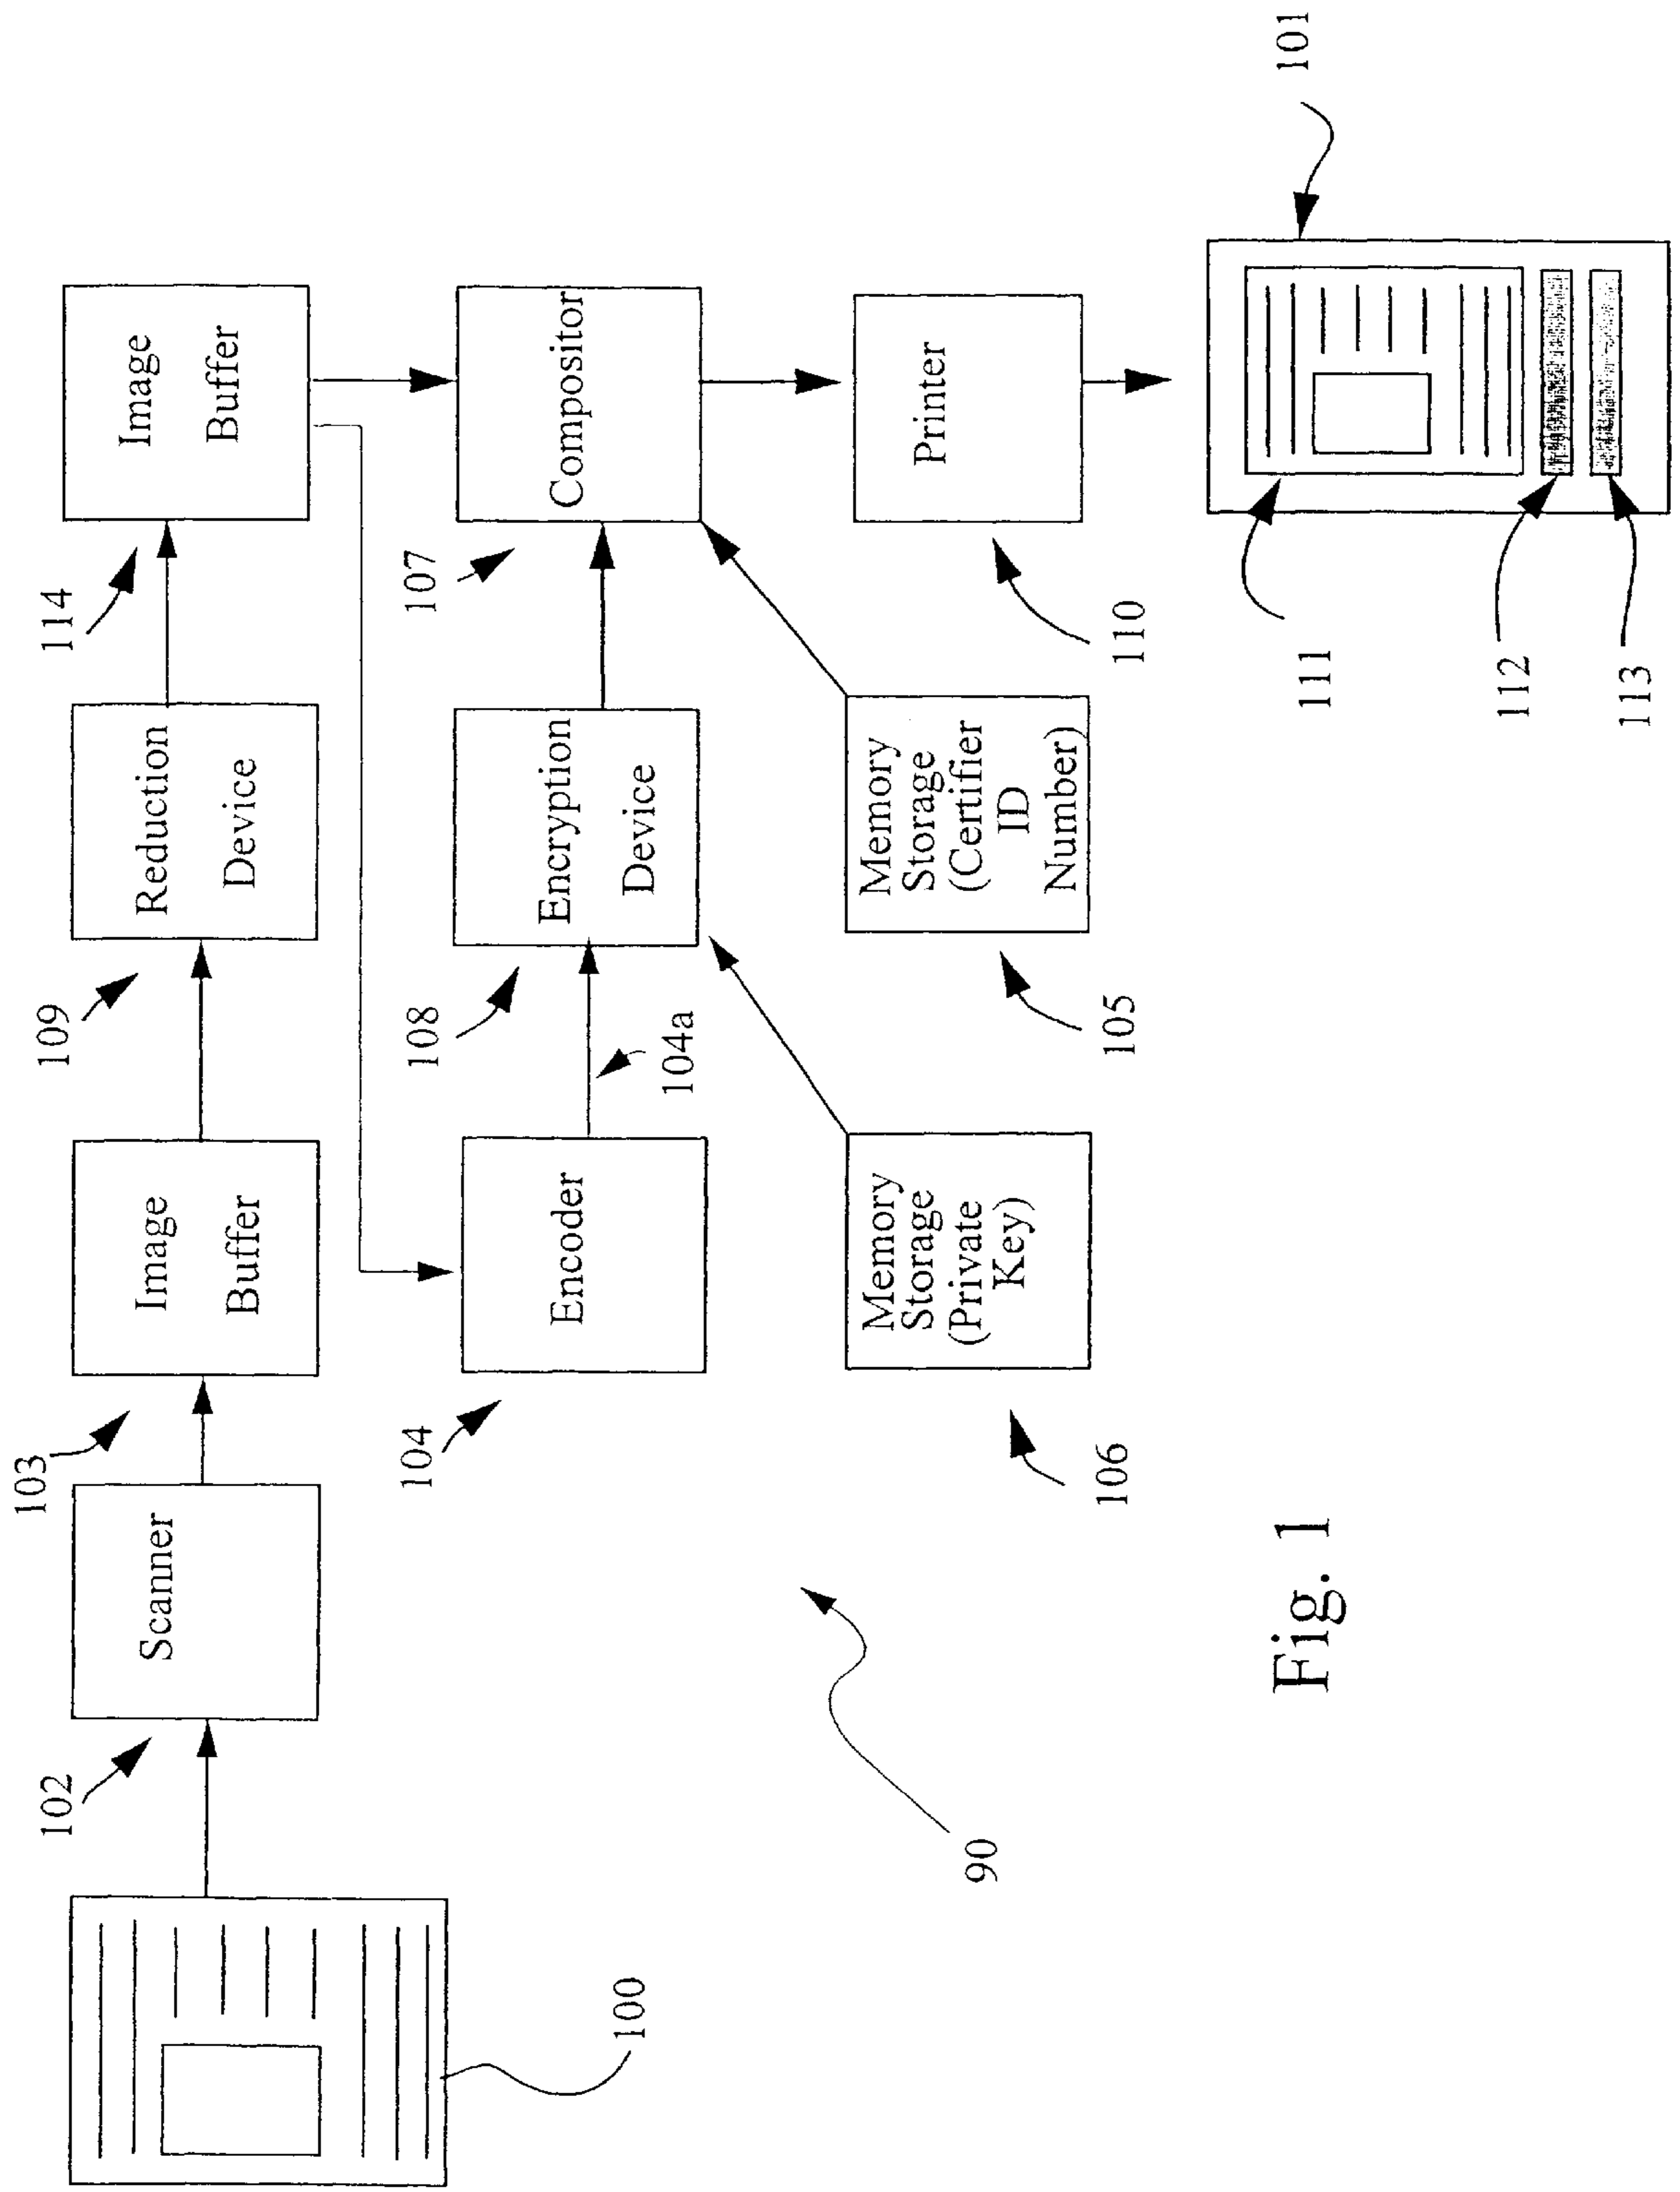 102
103
109
114
Scanner
Image
Buffer
Reduction
Device
Image
Buffer
104
108
107
Encoder
Encryption
Device
Compositor
100
104a
Memory
Storage
(Private
Key)
Memory
Storage
(Certifier
ID
Number)
Printer
90
106
105
110
101
111
112
113
Fig. 1